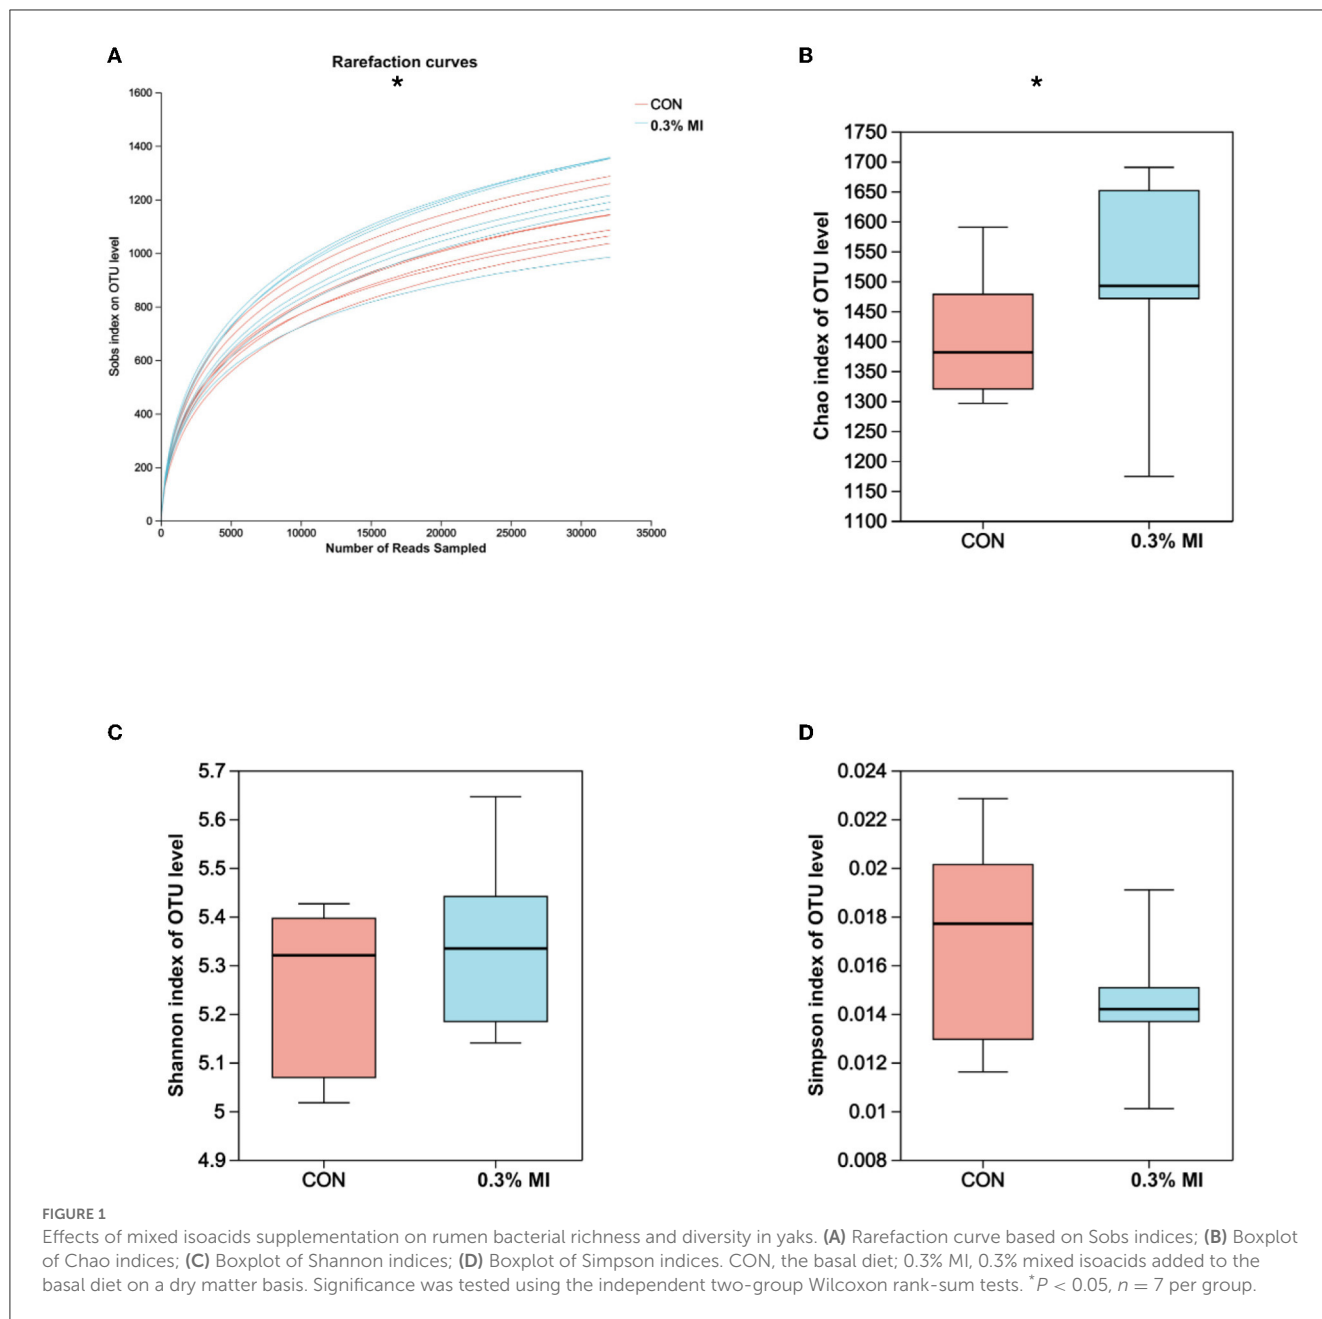 A
Rarefaction curves
*
1600
1400
1200
1000
800
600
400
200
0
Sobs index on OTU level
0 5000 10000 15000 20000 25000 30000 35000
Number of Reads Sampled
CON
0.3% MI
B
*
1750
1700
1650
1600
1550
1500
1450
1400
1350
1300
1250
1200
1150
1100
Chao index of OTU level
CON 0.3% MI
C
5.7
5.6
5.5
5.4
5.3
5.2
5.1
5
4.9
Shannon index of OTU level
CON 0.3% MI
D
0.024
0.022
0.02
0.018
0.016
0.014
0.012
0.01
0.008
Simpson index of OTU level
CON 0.3% MI
FIGURE 1
Effects of mixed isoacids supplementation on rumen bacterial richness and diversity in yaks. (A) Rarefaction curve based on Sobs indices; (B) Boxplot
of Chao indices; (C) Boxplot of Shannon indices; (D) Boxplot of Simpson indices. CON, the basal diet; 0.3% MI, 0.3% mixed isoacids added to the
basal diet on a dry matter basis. Significance was tested using the independent two-group Wilcoxon rank-sum tests. *P < 0.05, n = 7 per group.